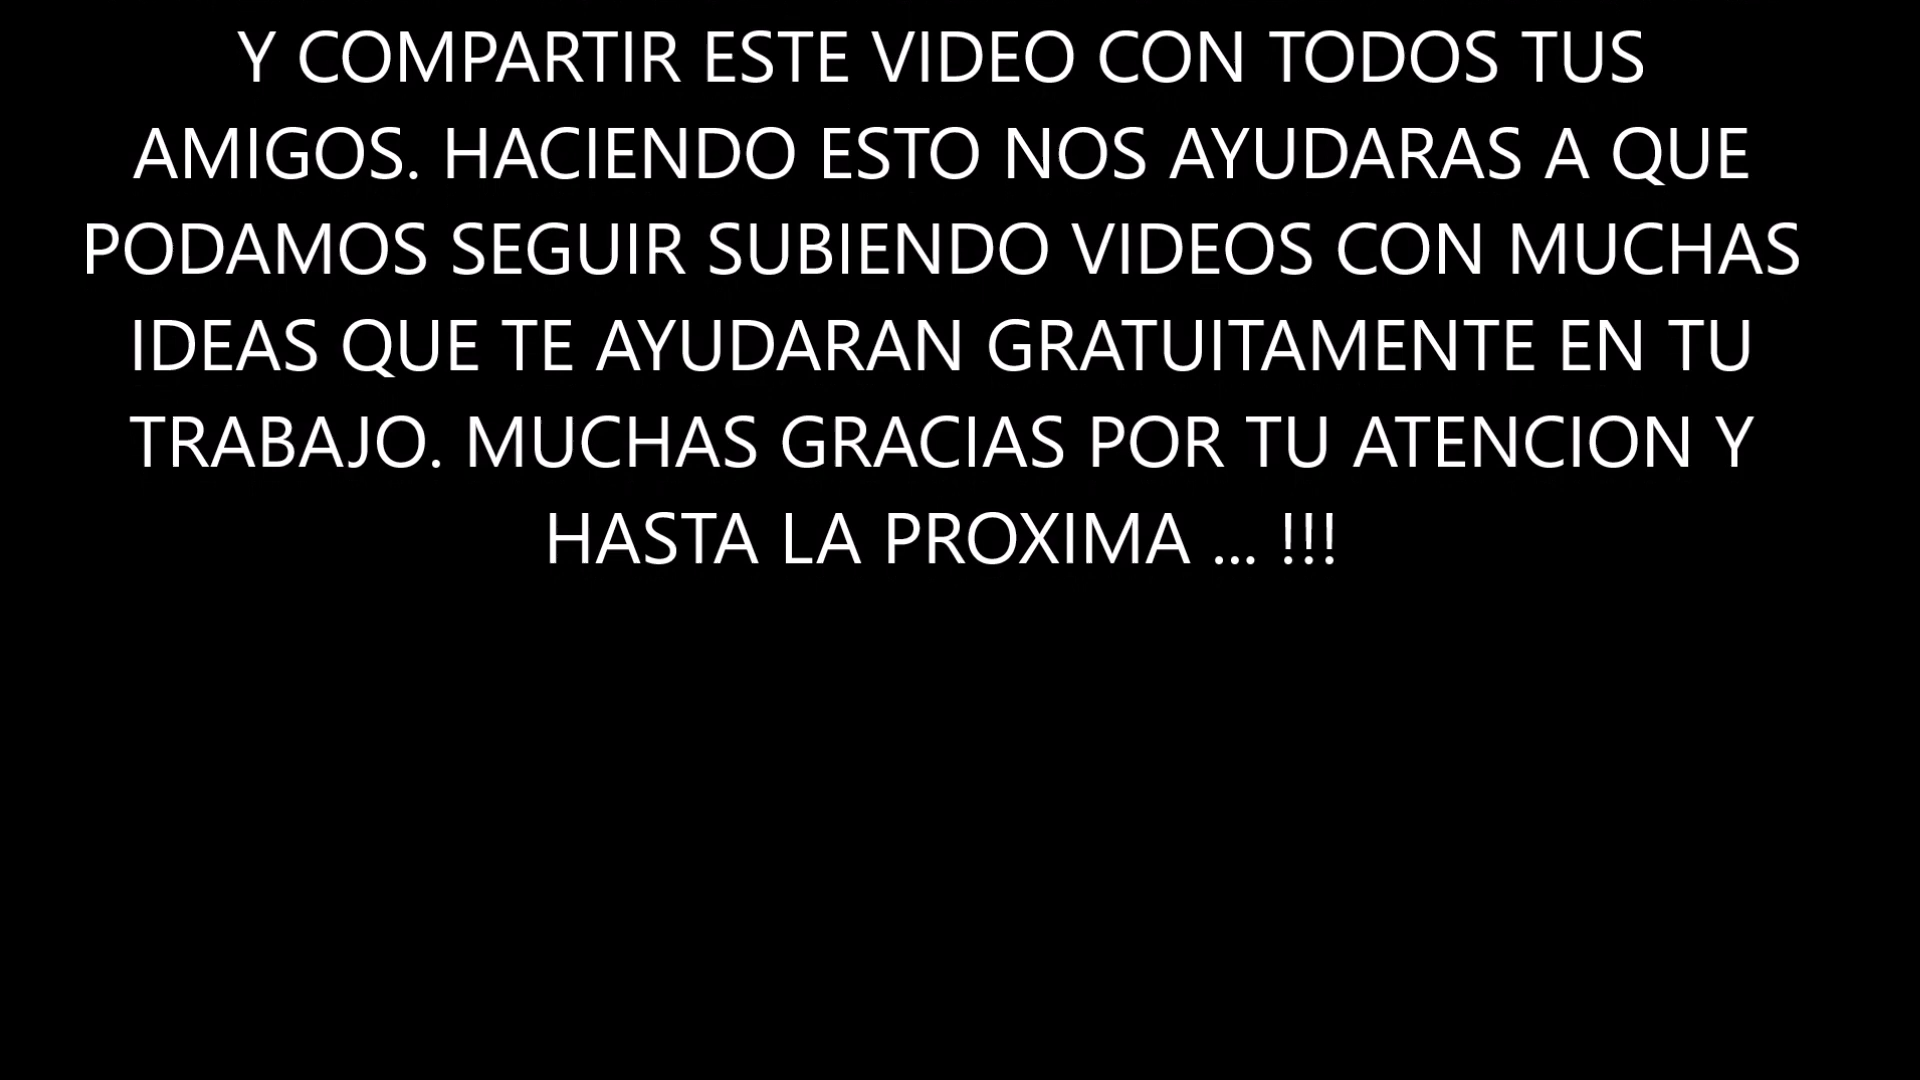 Y COMPARTIR ESTE VIDEO CON TODOS TUS
AMIGOS. HACIENDO ESTO NOS AYUDARAS A QUE
PODAMOS SEGUIR SUBIENDO VIDEOS CON MUCHAS
IDEAS QUE TE AYUDARAN GRATUITAMENTE EN TU
TRABAJO. MUCHAS GRACIAS POR TU ATENCION Y
HASTA LA PROXIMA ... !!!